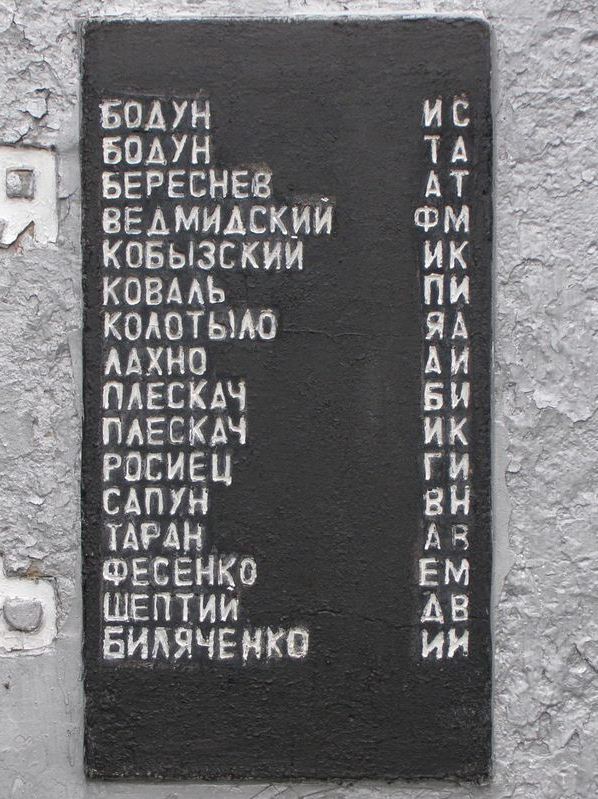 БОДУН ИС
БОДУН ТА
БЕРЕСНЕВ АТ
ВЕДМИДСКИЙ ФМ
КОБЫЗСКИЙ ИК
КОВАЛЬ ПИ
КОЛОТЫЛО ЯА
ЛАХНО ДИ
ПЛЕСКАЧ БИ
ПЛЕСКАЧ ИК
РОСИЕЦ ГИ
САПУН ВН
ТАРАН АВ
ФЕСЕНКО ЕМ
ШЕПТИЙ ДВ
БИЛЯЧЕНКО ИИ